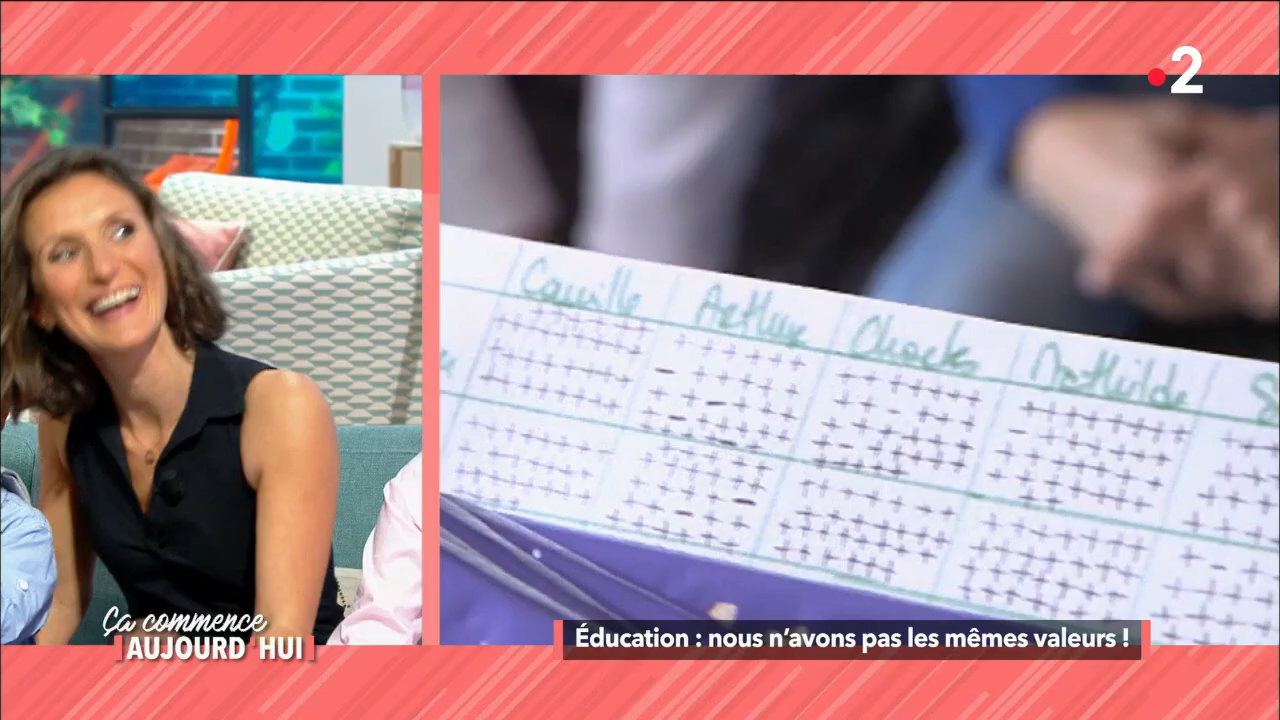 2
Camille Arthur Charles Mathilde
Ça commence
AUJOURD'HUI
Éducation : nous n'avons pas les mêmes valeurs !